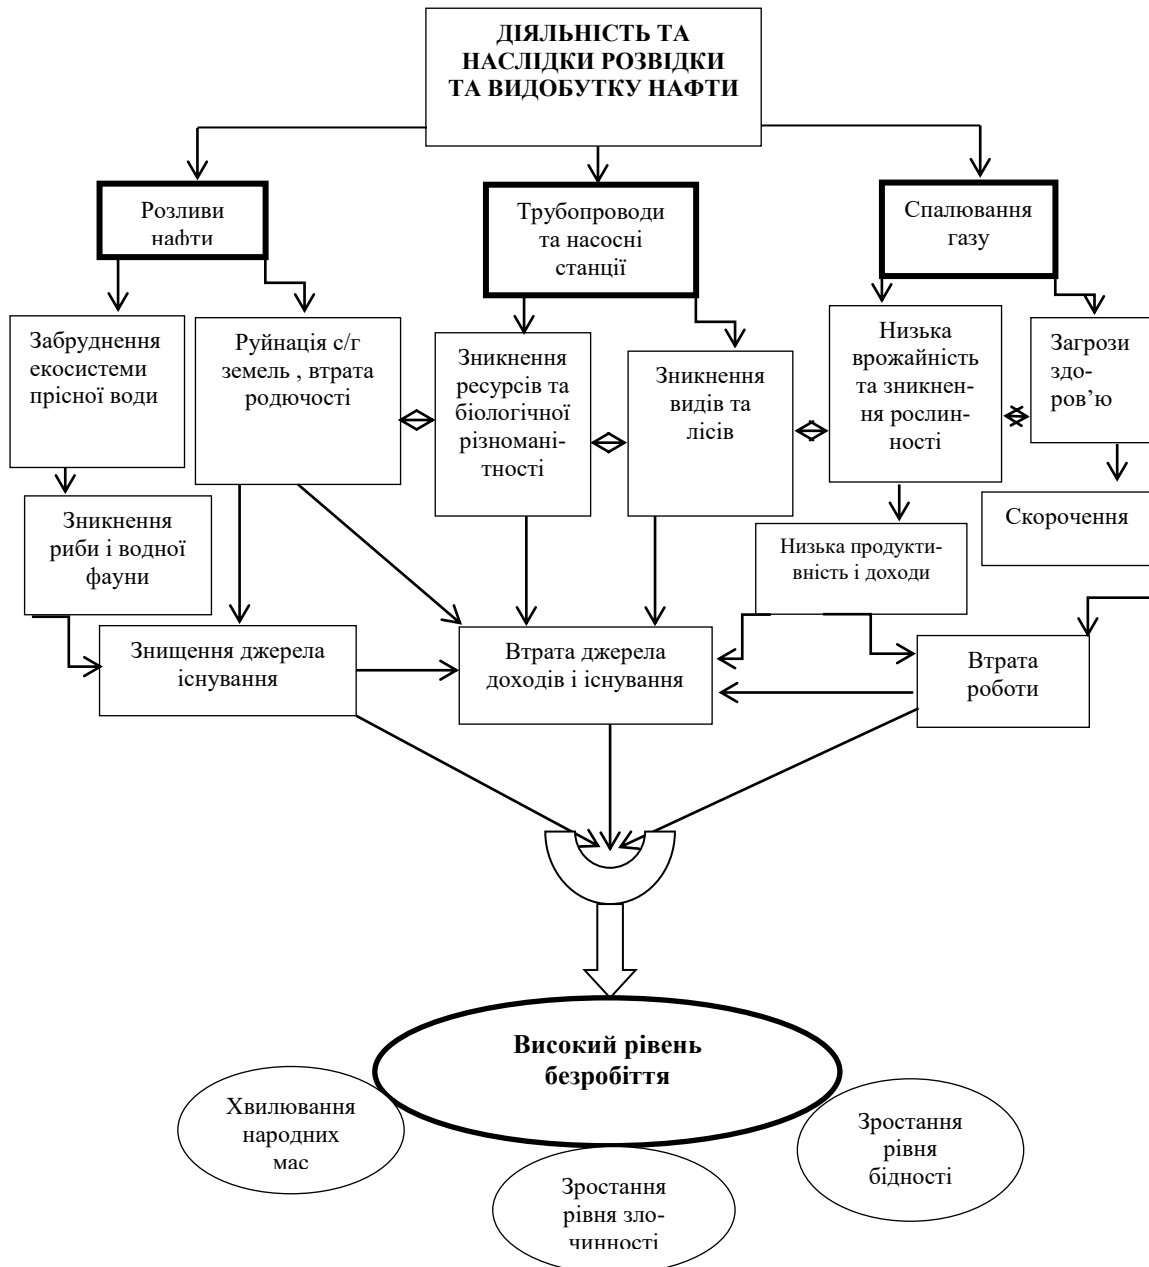 ДІЯЛЬНІСТЬ ТА
НАСЛІДКИ РОЗВІДКИ
ТА ВИДОБУТКУ НАФТИ
Розливи
нафти
Трубопроводи
та насосні
станції
Спалювання
газу
Забруднення
екосистеми
прісної води
Руйнація с/г
земель , втрата
родючості
Зникнення
ресурсів та
біологічної
різномані-
тності
Зникнення
видів та
лісів
Низька
врожайність
та зникнен-
ня рослин-
ності
Загрози
здо-
ров’ю
Зникнення
риби і водної
фауни
Низька продукти-
вність і доходи
Скорочення
Знищення джерела
існування
Втрата джерела
доходів і існування
Втрата
роботи
Високий рівень
безробіття
Хвилювання
народних
мас
Зростання
рівня зло-
чинності
Зростання
рівня
бідності